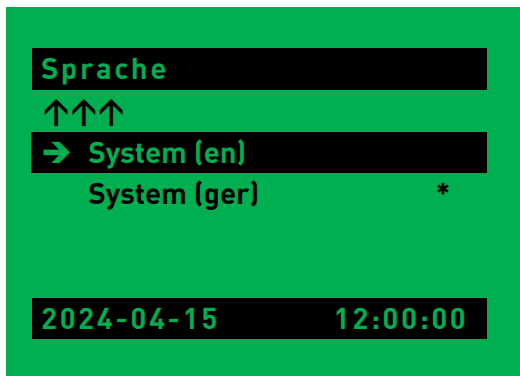 Sprache
↑↑↑
→ System (en)
System (ger) *
2024-04-15 12:00:00